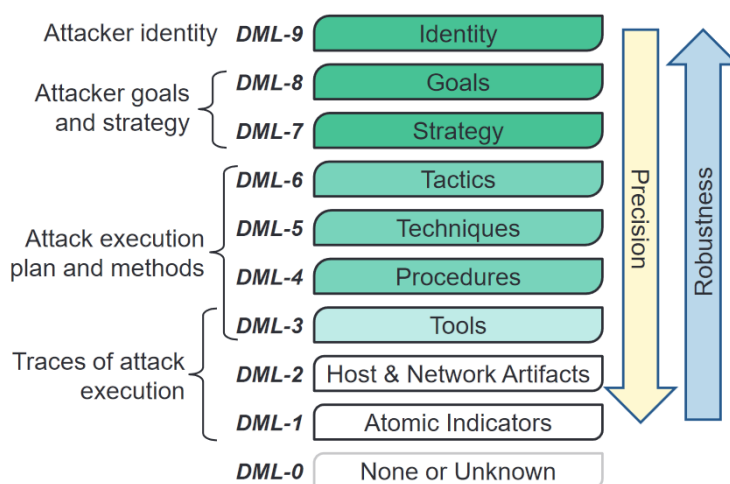 Attacker identity DML-9 Identity
Attacker goals
and strategy
DML-8 Goals
DML-7 Strategy
Attack execution
plan and methods
DML-6 Tactics
DML-5 Techniques
DML-4 Procedures
DML-3 Tools
Traces of attack
execution
DML-2 Host & Network Artifacts
DML-1 Atomic Indicators
DML-0 None or Unknown
Precision
Robustness